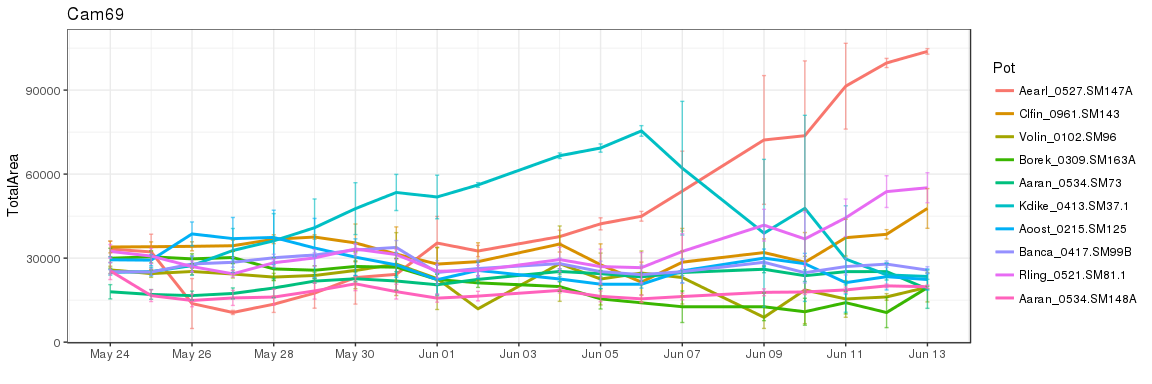 Cam69
TotalArea
90000
60000
30000
0
May 24 May 26 May 28 May 30 Jun 01 Jun 03 Jun 05 Jun 07 Jun 09 Jun 11 Jun 13
Pot
Aearl_0527.SM147A
Clfin_0961.SM143
Volin_0102.SM96
Borek_0309.SM163A
Aaran_0534.SM73
Kdike_0413.SM37.1
Aoost_0215.SM125
Banca_0417.SM99B
Rling_0521.SM81.1
Aaran_0534.SM148A